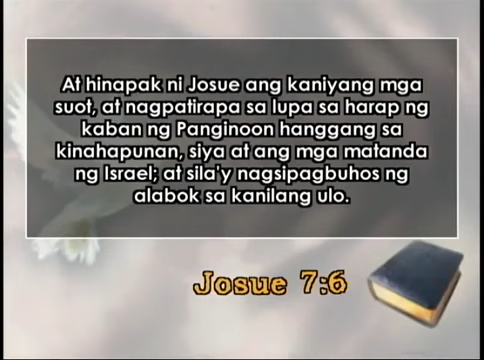 At hinapak ni Josue ang kaniyang mga
suot, at nagpatirapa sa lupa sa harap ng
kaban ng Panginoon hanggang sa
kinahapunan, siya at ang mga matanda
ng Israel; at sila'y nagsipagbuhos ng
alabok sa kanilang ulo.
Josue 7:6